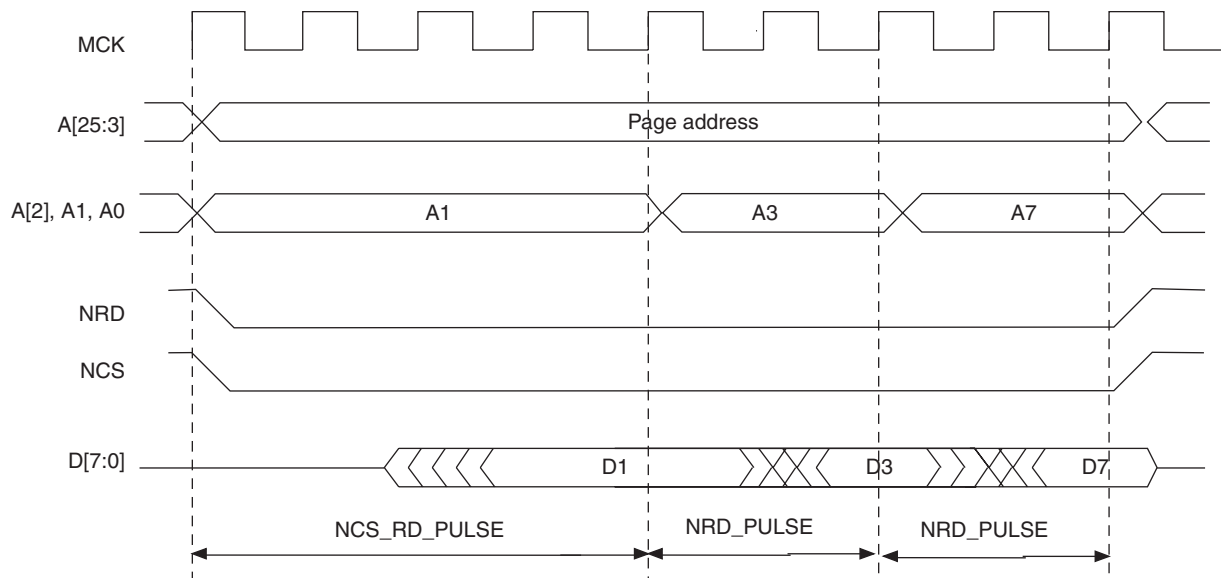 MCK
A[25:3]
Page address
A[2], A1, A0
A1
A3
A7
NRD
NCS
D[7:0]
D1
D3
D7
NCS_RD_PULSE
NRD_PULSE
NRD_PULSE